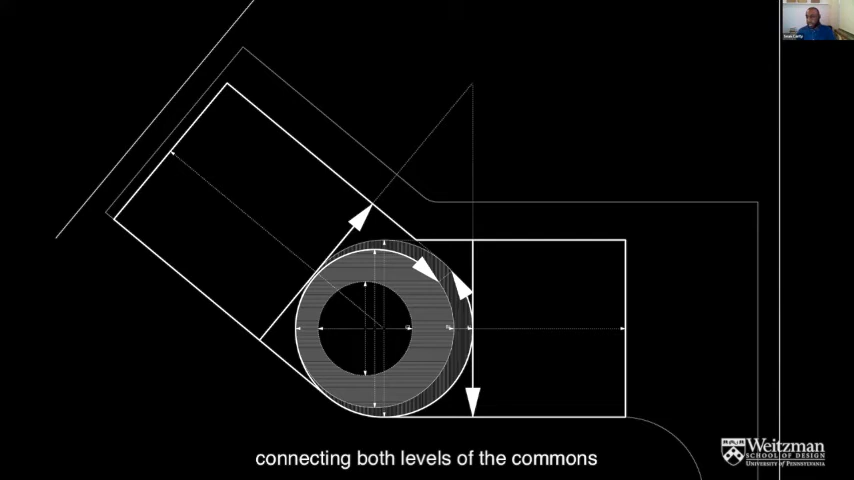 connecting both levels of the commons
Weitzman
SCHOOL OF DESIGN
UNIVERSITY of PENNSYLVANIA